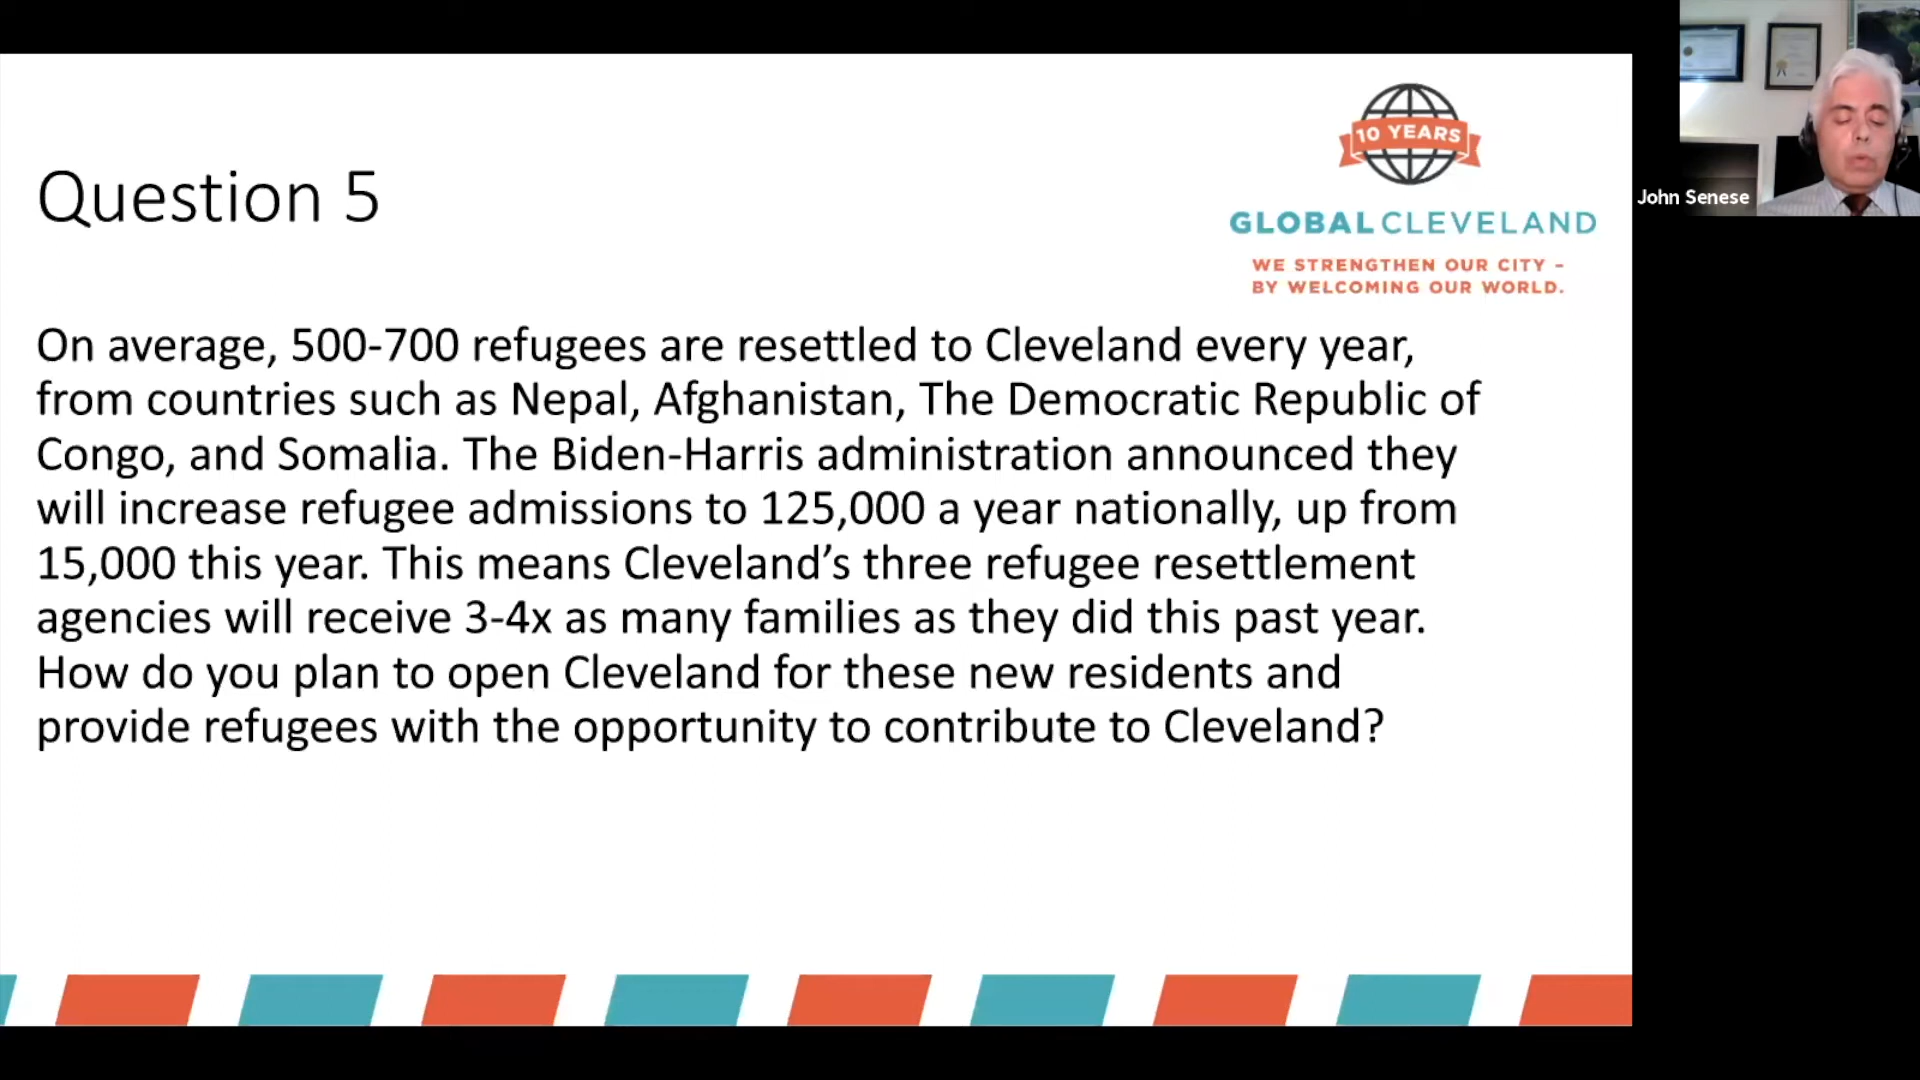 10 YEARS
GLOBAL CLEVELAND
WE STRENGTHEN OUR CITY -
BY WELCOMING OUR WORLD.
John Senese
Question 5
On average, 500-700 refugees are resettled to Cleveland every year,
from countries such as Nepal, Afghanistan, The Democratic Republic of
Congo, and Somalia. The Biden-Harris administration announced they
will increase refugee admissions to 125,000 a year nationally, up from
15,000 this year. This means Cleveland’s three refugee resettlement
agencies will receive 3-4x as many families as they did this past year.
How do you plan to open Cleveland for these new residents and
provide refugees with the opportunity to contribute to Cleveland?